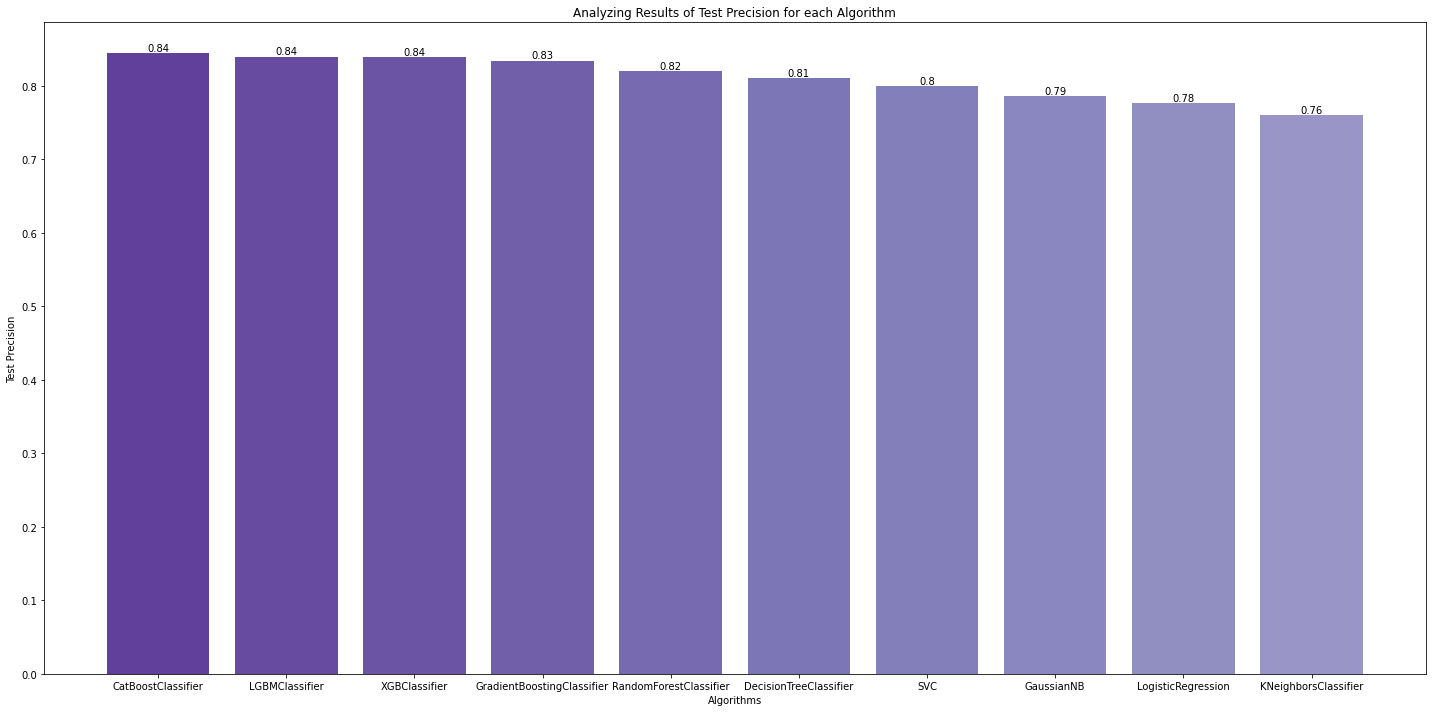 Analyzing Results of Test Precision for each Algorithm
0.84 0.84 0.84 0.83 0.82 0.81 0.8 0.79 0.78 0.76
Test Precision
0.8
0.7
0.6
0.5
0.4
0.3
0.2
0.1
0.0
CatBoostClassifier LGBMClassifier XGBClassifier GradientBoostingClassifier RandomForestClassifier DecisionTreeClassifier SVC GaussianNB LogisticRegression KNeighborsClassifier
Algorithms